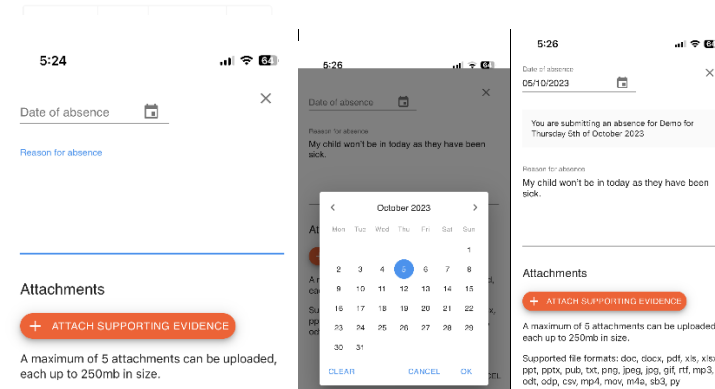 5:24
64
Date of absence
Reason for absence
Attachments
+ ATTACH SUPPORTING EVIDENCE
A maximum of 5 attachments can be uploaded,
each up to 250mb in size.
5:26
64
Date of absence
Reason for absence
My child won't be in today as they have been
sick.
October 2023
Mon Tue Wed Thu Fri Sat Sun
1
2 3 4 5 6 7 8
9 10 11 12 13 14 15
16 17 18 19 20 21 22
23 24 25 26 27 28 29
30 31
CLEAR CANCEL OK
5:26
Date of absence
05/10/2023
You are submitting an absence for Demo for
Thursday 5th of October 2023
Reason for absence
My child won't be in today as they have been
sick.
Attachments
+ ATTACH SUPPORTING EVIDENCE
A maximum of 5 attachments can be uploaded
each up to 250mb in size.
Supported file formats: doc, docx, pdf, xls, xlsx
ppt, pptx, pub, txt, png, jpeg, jpg, gif, rtf, mp3,
odt, odp, csv, mp4, mov, m4a, sb3, py